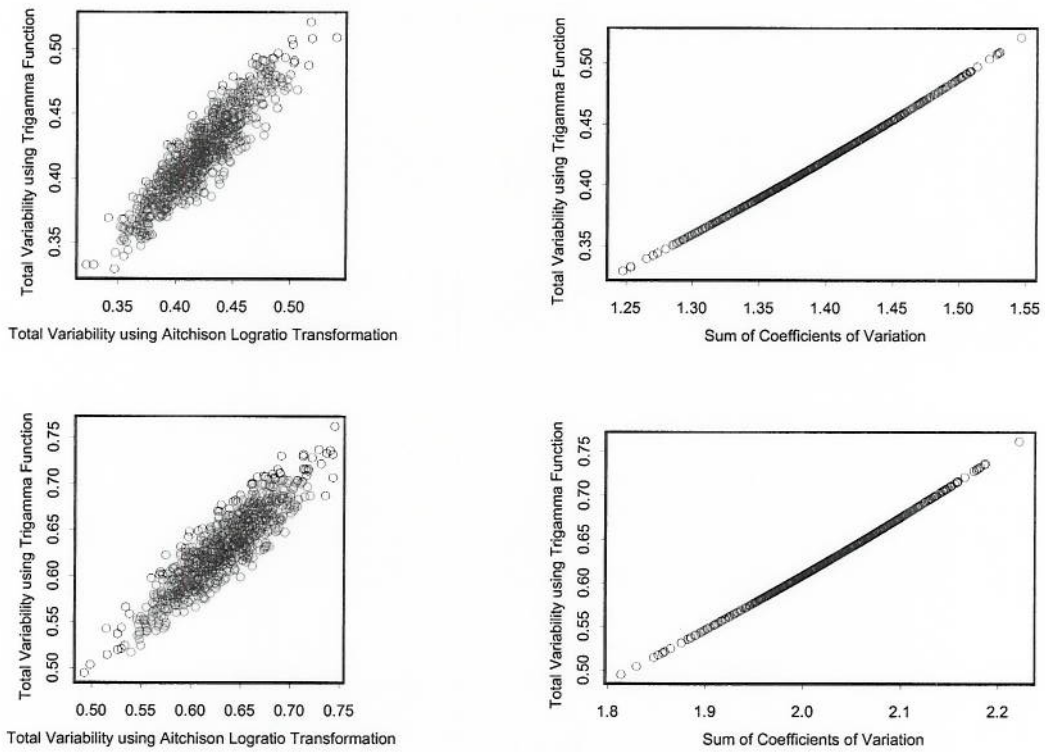 Total Variability using Trigamma Function
0.50
0.45
0.40
0.35
0.35 0.40 0.45 0.50
Total Variability using Aitchison Logratio Transformation
Total Variability using Trigamma Function
0.50
0.45
0.40
0.35
1.25 1.30 1.35 1.40 1.45 1.50 1.55
Sum of Coefficients of Variation
Total Variability using Trigamma Function
0.75
0.70
0.65
0.60
0.55
0.50
0.50 0.55 0.60 0.65 0.70 0.75
Total Variability using Aitchison Logratio Transformation
Total Variability using Trigamma Function
0.75
0.70
0.65
0.60
0.55
0.50
1.8 1.9 2.0 2.1 2.2
Sum of Coefficients of Variation